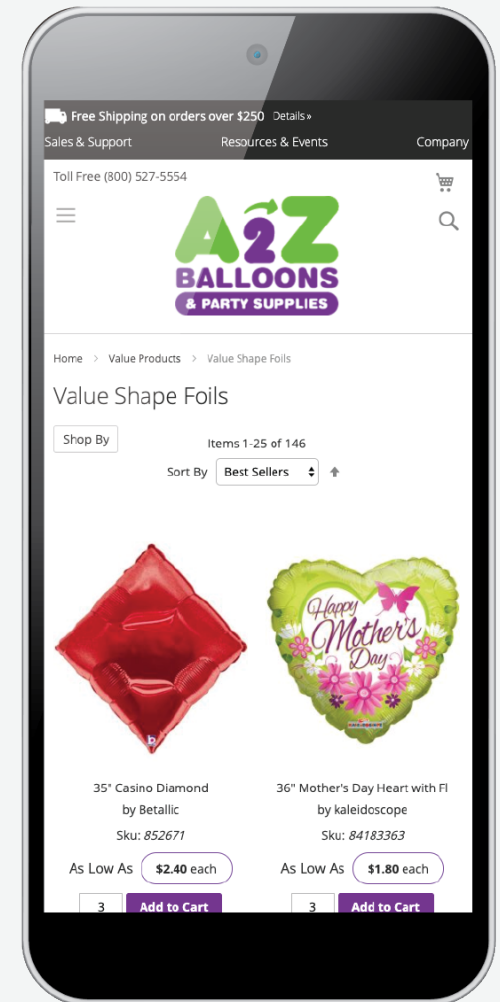 Free Shipping on orders over $250 Details »
Sales & Support Resources & Events Company
Toll Free (800) 527-5554
A2Z
BALLOONS
& PARTY SUPPLIES
Home > Value Products > Value Shape Foils
Value Shape Foils
Shop By
Items 1-25 of 146
Sort By Best Sellers
b
Happy
Mother's
Day
35" Casino Diamond
by Betallic
Sku: 852671
As Low As $2.40 each
3 Add to Cart
36" Mother's Day Heart with Fl
by kaleidoscope
Sku: 84183363
As Low As $1.80 each
3 Add to Cart